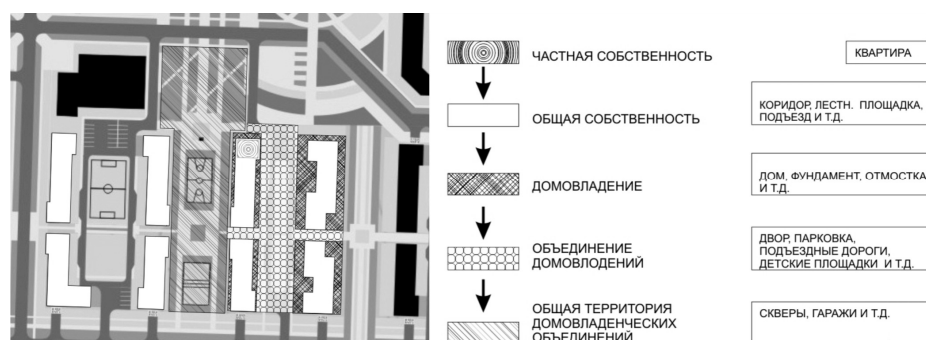 ЧАСТНАЯ СОБСТВЕННОСТЬ
КВАРТИРА
ОБЩАЯ СОБСТВЕННОСТЬ
КОРИДОР, ЛЕСТН. ПЛОЩАДКА,
ПОДЪЕЗД И Т.Д.
ДОМОВЛАДЕНИЕ
ДОМ, ФУНДАМЕНТ, ОТМОСТКА
И Т.Д.
ОБЪЕДИНЕНИЕ
ДОМОВЛОДЕНИЙ
ДВОР, ПАРКОВКА,
ПОДЪЕЗДНЫЕ ДОРОГИ,
ДЕТСКИЕ ПЛОЩАДКИ И Т.Д.
ОБЩАЯ ТЕРРИТОРИЯ
ДОМОВЛАДЕНЧЕСКИХ
ОБЪЕДИНЕНИЙ
СКВЕРЫ, ГАРАЖИ И Т.Д.